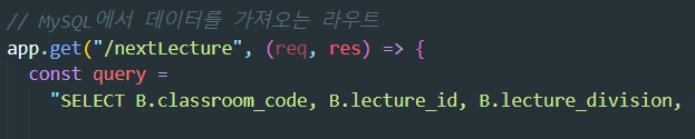 // MySQL에서 데이터를 가져오는 라우트
app.get("/nextLecture", (req, res) => {
const query =
"SELECT B.classroom_code, B.lecture_id, B.lecture_division,